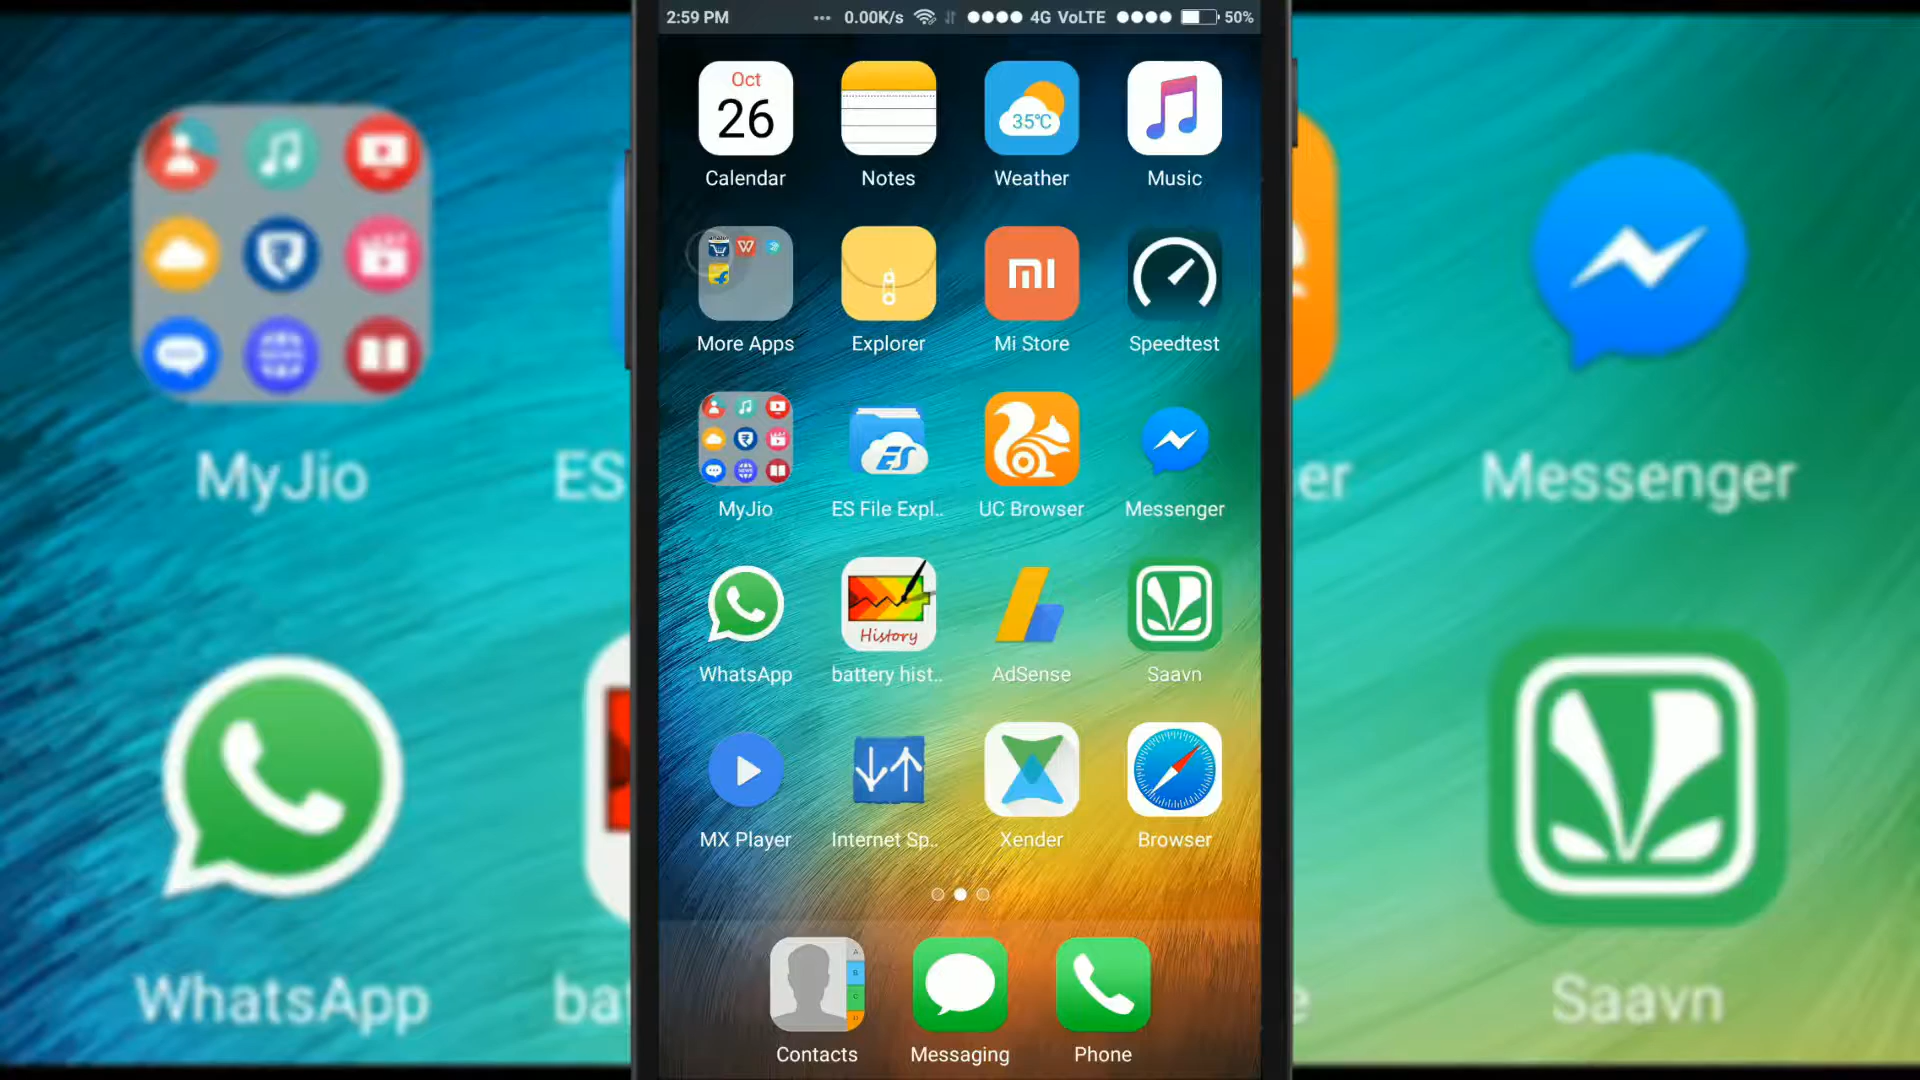 2:59 PM ... 0.00K/s 4G VoLTE 50%
Oct
26
35℃
Calendar Notes Weather Music
More Apps Explorer Mi Store Speedtest
MyJio ES File Expl.. UC Browser Messenger
History
WhatsApp battery hist.. AdSense Saavn
MX Player Internet Sp.. Xender Browser
Contacts Messaging Phone
MyJio ES er Messenger
WhatsApp bat e Saavn